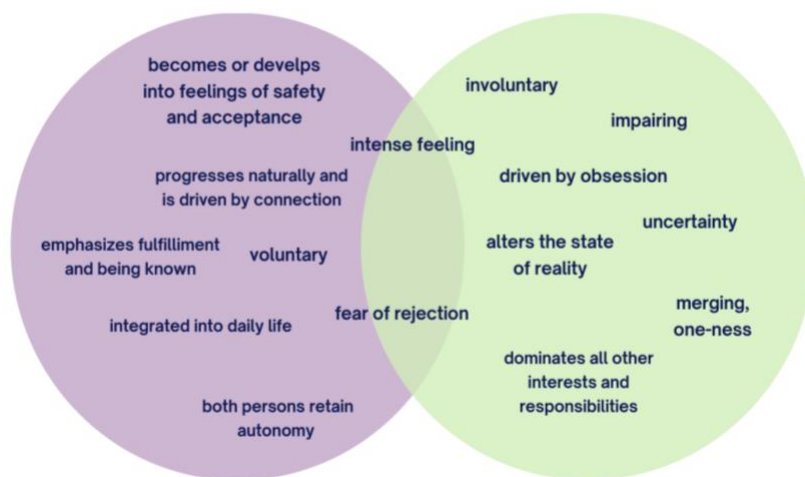 becomes or develps
into feelings of safety
and acceptance
progresses naturally and
is driven by connection
emphasizes fulfilliment
and being known
voluntary
integrated into daily life
both persons retain
autonomy
intense feeling
fear of rejection
involuntary
impairing
driven by obsession
uncertainty
alters the state
of reality
merging,
one-ness
dominates all other
interests and
responsibilities